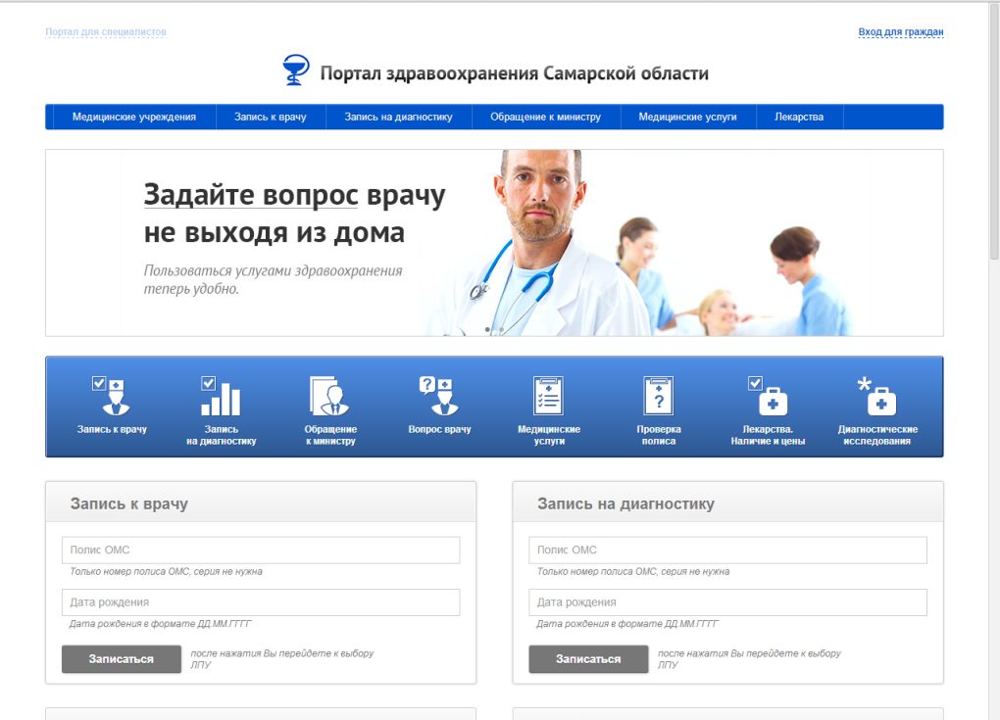 Портал для специалистов
Вход для граждан
Портал здравоохранения Самарской области
Медицинские учреждения
Запись к врачу
Запись на диагностику
Обращение к министру
Медицинские услуги
Лекарства
Задайте вопрос врачу
не выходя из дома
Пользоваться услугами здравоохранения
теперь удобно.
Запись к врачу
Запись
на диагностику
Обращение
к министру
Вопрос врачу
Медицинские
услуги
Проверка
полиса
Лекарства.
Наличие и цены
Диагностические
исследования
Запись к врачу
Полис ОМС
Только номер полиса ОМС, серия не нужна
Дата рождения
Дата рождения в формате ДД.ММ.ГГГГ
Записаться
после нажатия Вы перейдете к выбору
ЛПУ
Запись на диагностику
Полис ОМС
Только номер полиса ОМС, серия не нужна
Дата рождения
Дата рождения в формате ДД.ММ.ГГГГ
Записаться
после нажатия Вы перейдете к выбору
ЛПУ